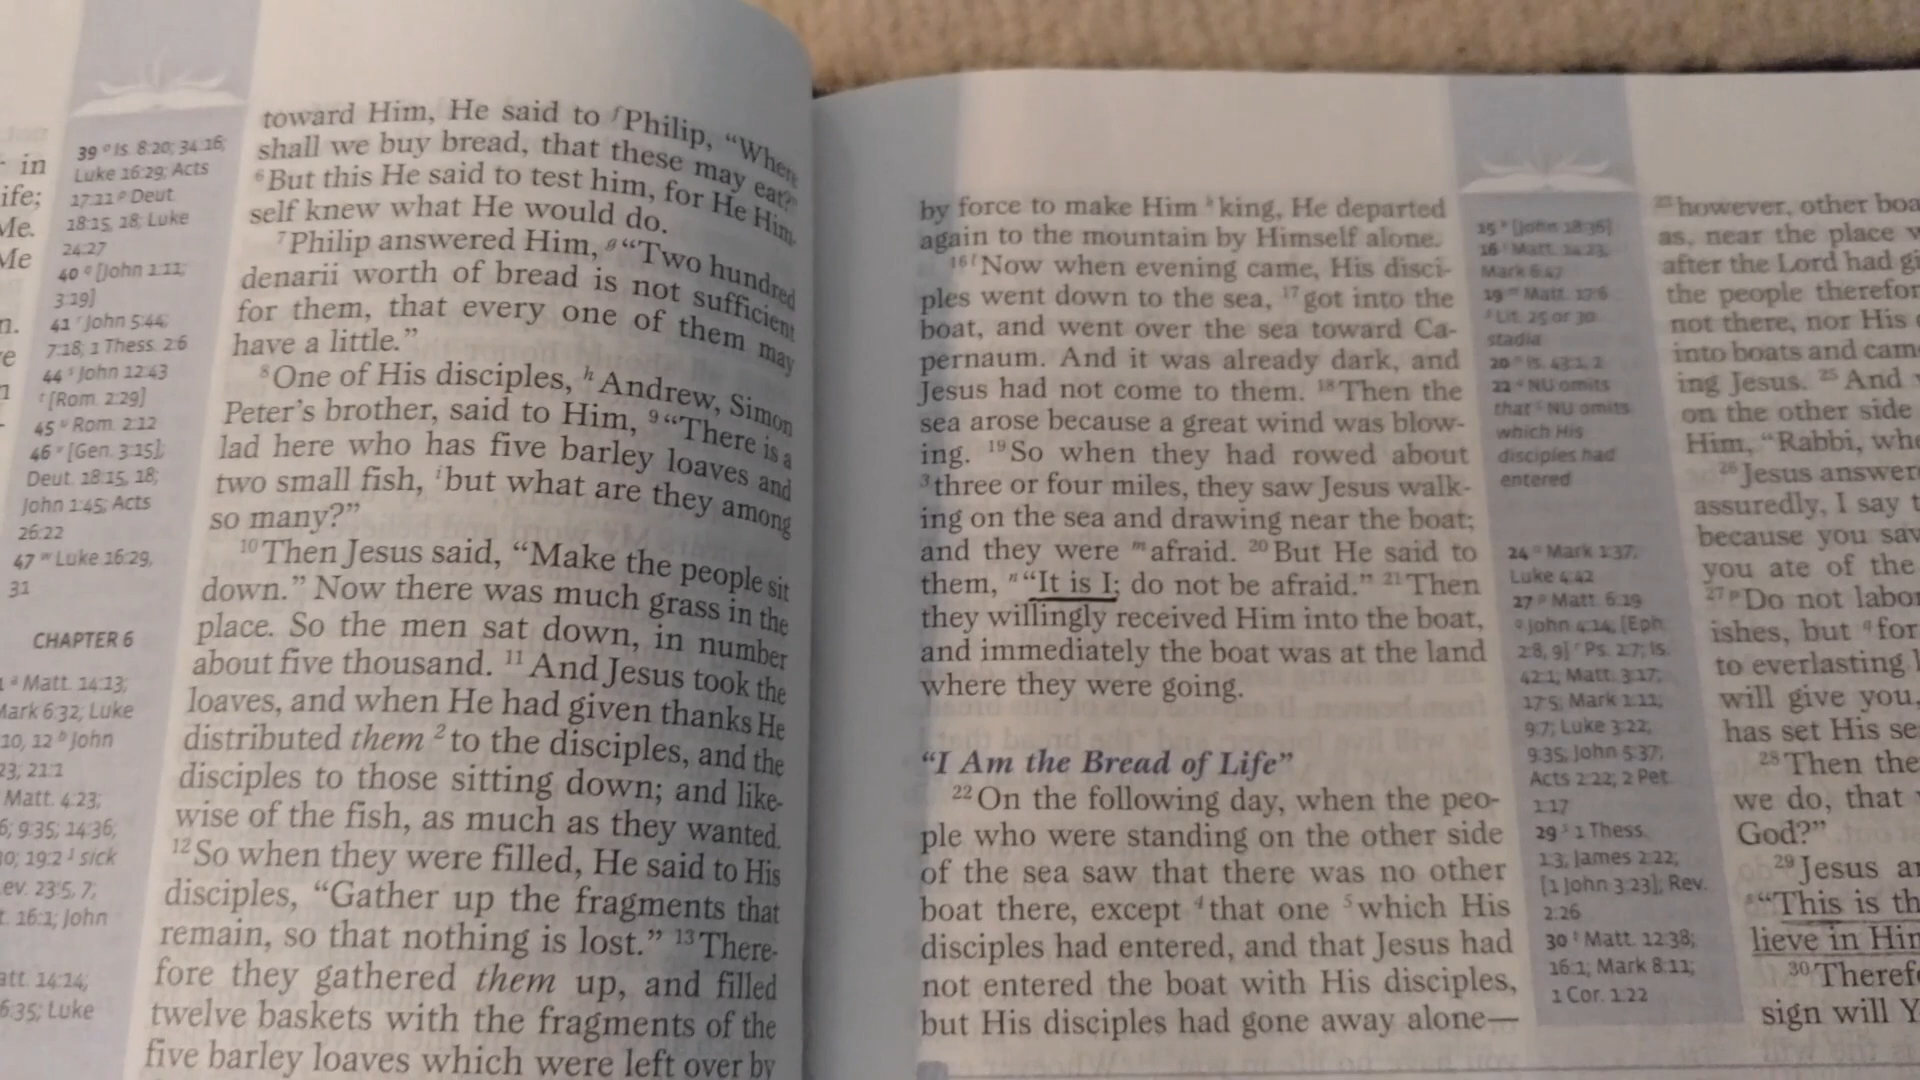 in
ife;
Me.
Me
n.
39 º Is. 8:20; 34:16;
Luke 16:29; Acts
17:11 ᵖ Deut.
18:15, 18; Luke
24:27
40 q [John 1:11;
3:19]
41 ʳ John 5:44;
7:18; 1 Thess. 2:6
44 ˢ John 12:43
ᵗ [Rom. 2:29]
45 ᵘ Rom. 2:12
46 ᵛ [Gen. 3:15];
Deut. 18:15, 18;
John 1:45; Acts
26:22
47 ʷ Luke 16:29,
31
CHAPTER 6
1 ᵃ Matt. 14:13;
Mark 6:32; Luke
10, 12 ᵇ John
23; 21:1
Matt. 4:23;
6; 9:35; 14:36;
19:2 ¹ sick
ev. 23:5, 7;
t. 16:1; John
att. 14:14;
6:35; Luke
toward Him, He said to ᶠPhilip, “Where
shall we buy bread, that these may eat?”
⁶But this He said to test him, for He Him-
self knew what He would do.
⁷Philip answered Him, ᵍ“Two hundred
denarii worth of bread is not sufficient
for them, that every one of them may
have a little.”
⁸One of His disciples, ʰAndrew, Simon
Peter’s brother, said to Him, ⁹“There is a
lad here who has five barley loaves and
two small fish, ⁱbut what are they among
so many?”
¹⁰Then Jesus said, “Make the people sit
down.” Now there was much grass in the
place. So the men sat down, in number
about five thousand. ¹¹And Jesus took the
loaves, and when He had given thanks He
distributed them ²to the disciples, and the
disciples to those sitting down; and like-
wise of the fish, as much as they wanted.
¹²So when they were filled, He said to His
disciples, “Gather up the fragments that
remain, so that nothing is lost.” ¹³There-
fore they gathered them up, and filled
twelve baskets with the fragments of the
five barley loaves which were left over by
by force to make Him ᵏking, He departed
again to the mountain by Himself alone.
¹⁶ˡNow when evening came, His disci-
ples went down to the sea, ¹⁷got into the
boat, and went over the sea toward Ca-
pernaum. And it was already dark, and
Jesus had not come to them. ¹⁸Then the
sea arose because a great wind was blow-
ing. ¹⁹So when they had rowed about
³three or four miles, they saw Jesus walk-
ing on the sea and drawing near the boat;
and they were ᵐafraid. ²⁰But He said to
them, ⁿ“It is I; do not be afraid.” ²¹Then
they willingly received Him into the boat,
and immediately the boat was at the land
where they were going.
“I Am the Bread of Life”
²²On the following day, when the peo-
ple who were standing on the other side
of the sea saw that there was no other
boat there, except ⁴that one ⁵which His
disciples had entered, and that Jesus had
not entered the boat with His disciples,
but His disciples had gone away alone—
15 ᵏ [John 18:36]
16 ˡ Matt. 14:23;
Mark 6:47
19 ᵐ Matt. 17:6
³ Lit. 25 or 30
stadia
20 ⁿ Is. 43:1, 2
22 ⁴ NU omits
that ⁵ NU omits
which His
disciples had
entered
24 º Mark 1:37;
Luke 4:42
27 ᵖ Matt. 6:19
q John 4:14; [Eph.
2:8, 9] ʳ Ps. 2:7; Is.
42:1; Matt. 3:17;
17:5; Mark 1:11;
9:7; Luke 3:22;
9:35; John 5:37;
Acts 2:22; 2 Pet.
1:17
29 ˢ 1 Thess.
1:3; James 2:22;
[1 John 3:23]; Rev.
2:26
30 ᵗ Matt. 12:38;
16:1; Mark 8:11;
1 Cor. 1:22
²³however, other boa
as, near the place w
after the Lord had gi
the people therefor
not there, nor His
into boats and cam
ing Jesus. ²⁵And
on the other side
Him, “Rabbi, whe
²⁶Jesus answer
assuredly, I say t
because you saw
you ate of the
²⁷ᵖDo not labor
ishes, but qfor
to everlasting l
will give you,
has set His se
²⁸Then the
we do, that
God?”
²⁹Jesus an
ˢ“This is th
lieve in Him
³⁰Therefo
sign will Y